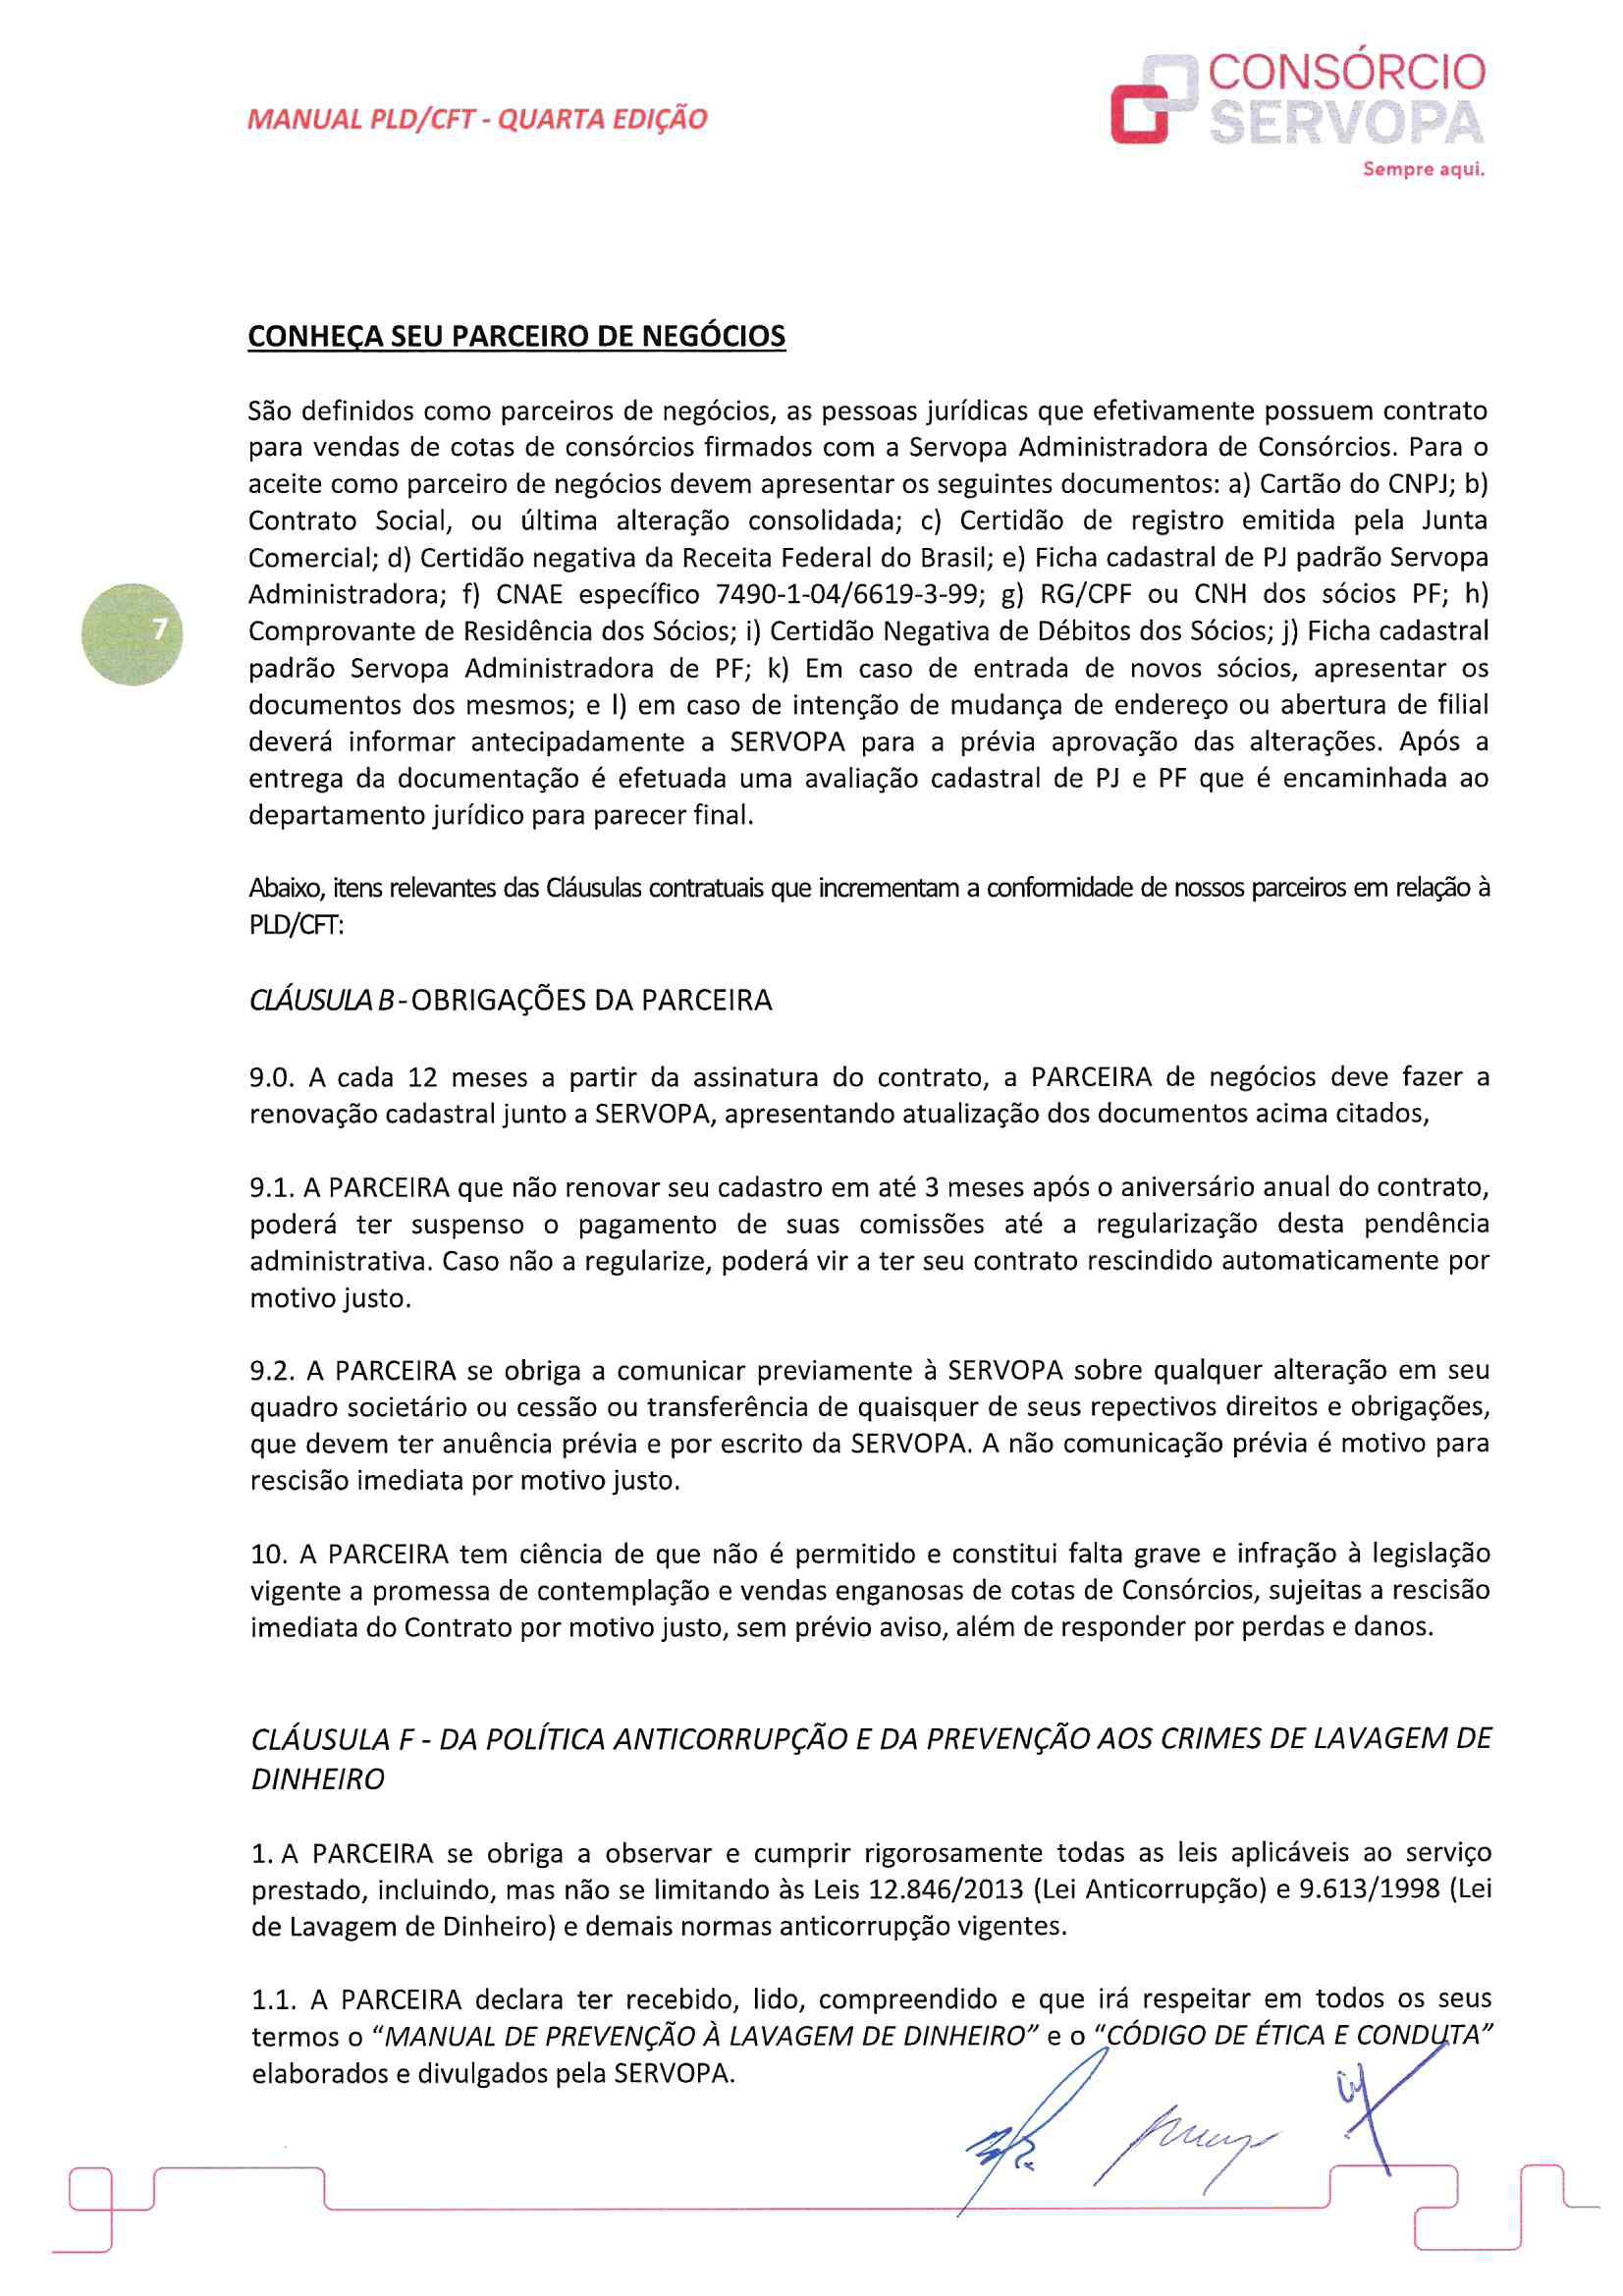 MANUAL PLD/CFT - QUARTA EDIÇÃO
CONSÓRCIO
SERVOPA
Sempre aqui.
CONHEÇA SEU PARCEIRO DE NEGÓCIOS
São definidos como parceiros de negócios, as pessoas jurídicas que efetivamente possuem contrato
para vendas de cotas de consórcios firmados com a Servopa Administradora de Consórcios. Para o
aceite como parceiro de negócios devem apresentar os seguintes documentos: a) Cartão do CNPJ; b)
Contrato Social, ou última alteração consolidada; c) Certidão de registro emitida pela Junta
Comercial; d) Certidão negativa da Receita Federal do Brasil; e) Ficha cadastral de PJ padrão Servopa
Administradora; f) CNAE específico 7490-1-04/6619-3-99; g) RG/CPF ou CNH dos sócios PF; h)
7
Comprovante de Residência dos Sócios; i) Certidão Negativa de Débitos dos Sócios; j) Ficha cadastral
padrão Servopa Administradora de PF; k) Em caso de entrada de novos sócios, apresentar os
documentos dos mesmos; e l) em caso de intenção de mudança de endereço ou abertura de filial
deverá informar antecipadamente a SERVOPA para a prévia aprovação das alterações. Após a
entrega da documentação é efetuada uma avaliação cadastral de PJ e PF que é encaminhada ao
departamento jurídico para parecer final.
Abaixo, itens relevantes das Cláusulas contratuais que incrementam a conformidade de nossos parceiros em relação à
PLD/CFT:
CLÁUSULA B - OBRIGAÇÕES DA PARCEIRA
9.0. A cada 12 meses a partir da assinatura do contrato, a PARCEIRA de negócios deve fazer a
renovação cadastral junto a SERVOPA, apresentando atualização dos documentos acima citados,
9.1. A PARCEIRA que não renovar seu cadastro em até 3 meses após o aniversário anual do contrato,
poderá ter suspenso o pagamento de suas comissões até a regularização desta pendência
administrativa. Caso não a regularize, poderá vir a ter seu contrato rescindido automaticamente por
motivo justo.
9.2. A PARCEIRA se obriga a comunicar previamente à SERVOPA sobre qualquer alteração em seu
quadro societário ou cessão ou transferência de quaisquer de seus repectivos direitos e obrigações,
que devem ter anuência prévia e por escrito da SERVOPA. A não comunicação prévia é motivo para
rescisão imediata por motivo justo.
10. A PARCEIRA tem ciência de que não é permitido e constitui falta grave e infração à legislação
vigente a promessa de contemplação e vendas enganosas de cotas de Consórcios, sujeitas a rescisão
imediata do Contrato por motivo justo, sem prévio aviso, além de responder por perdas e danos.
CLÁUSULA F - DA POLÍTICA ANTICORRUPÇÃO E DA PREVENÇÃO AOS CRIMES DE LAVAGEM DE
DINHEIRO
1. A PARCEIRA se obriga a observar e cumprir rigorosamente todas as leis aplicáveis ao serviço
prestado, incluindo, mas não se limitando às Leis 12.846/2013 (Lei Anticorrupção) e 9.613/1998 (Lei
de Lavagem de Dinheiro) e demais normas anticorrupção vigentes.
1.1. A PARCEIRA declara ter recebido, lido, compreendido e que irá respeitar em todos os seus
termos o “MANUAL DE PREVENÇÃO À LAVAGEM DE DINHEIRO” e o “CÓDIGO DE ÉTICA E CONDUTA”
elaborados e divulgados pela SERVOPA.